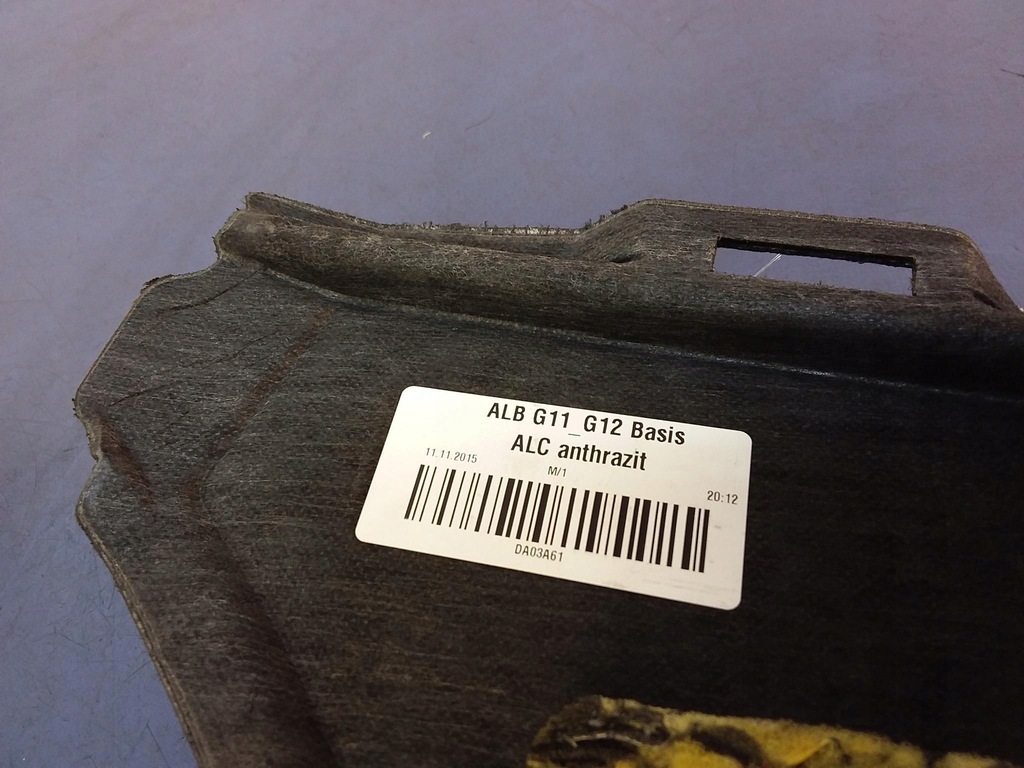 ALB G11_G12 Basis
ALC anthrazit
11.11.2015
M/1
20:12
DA03A61